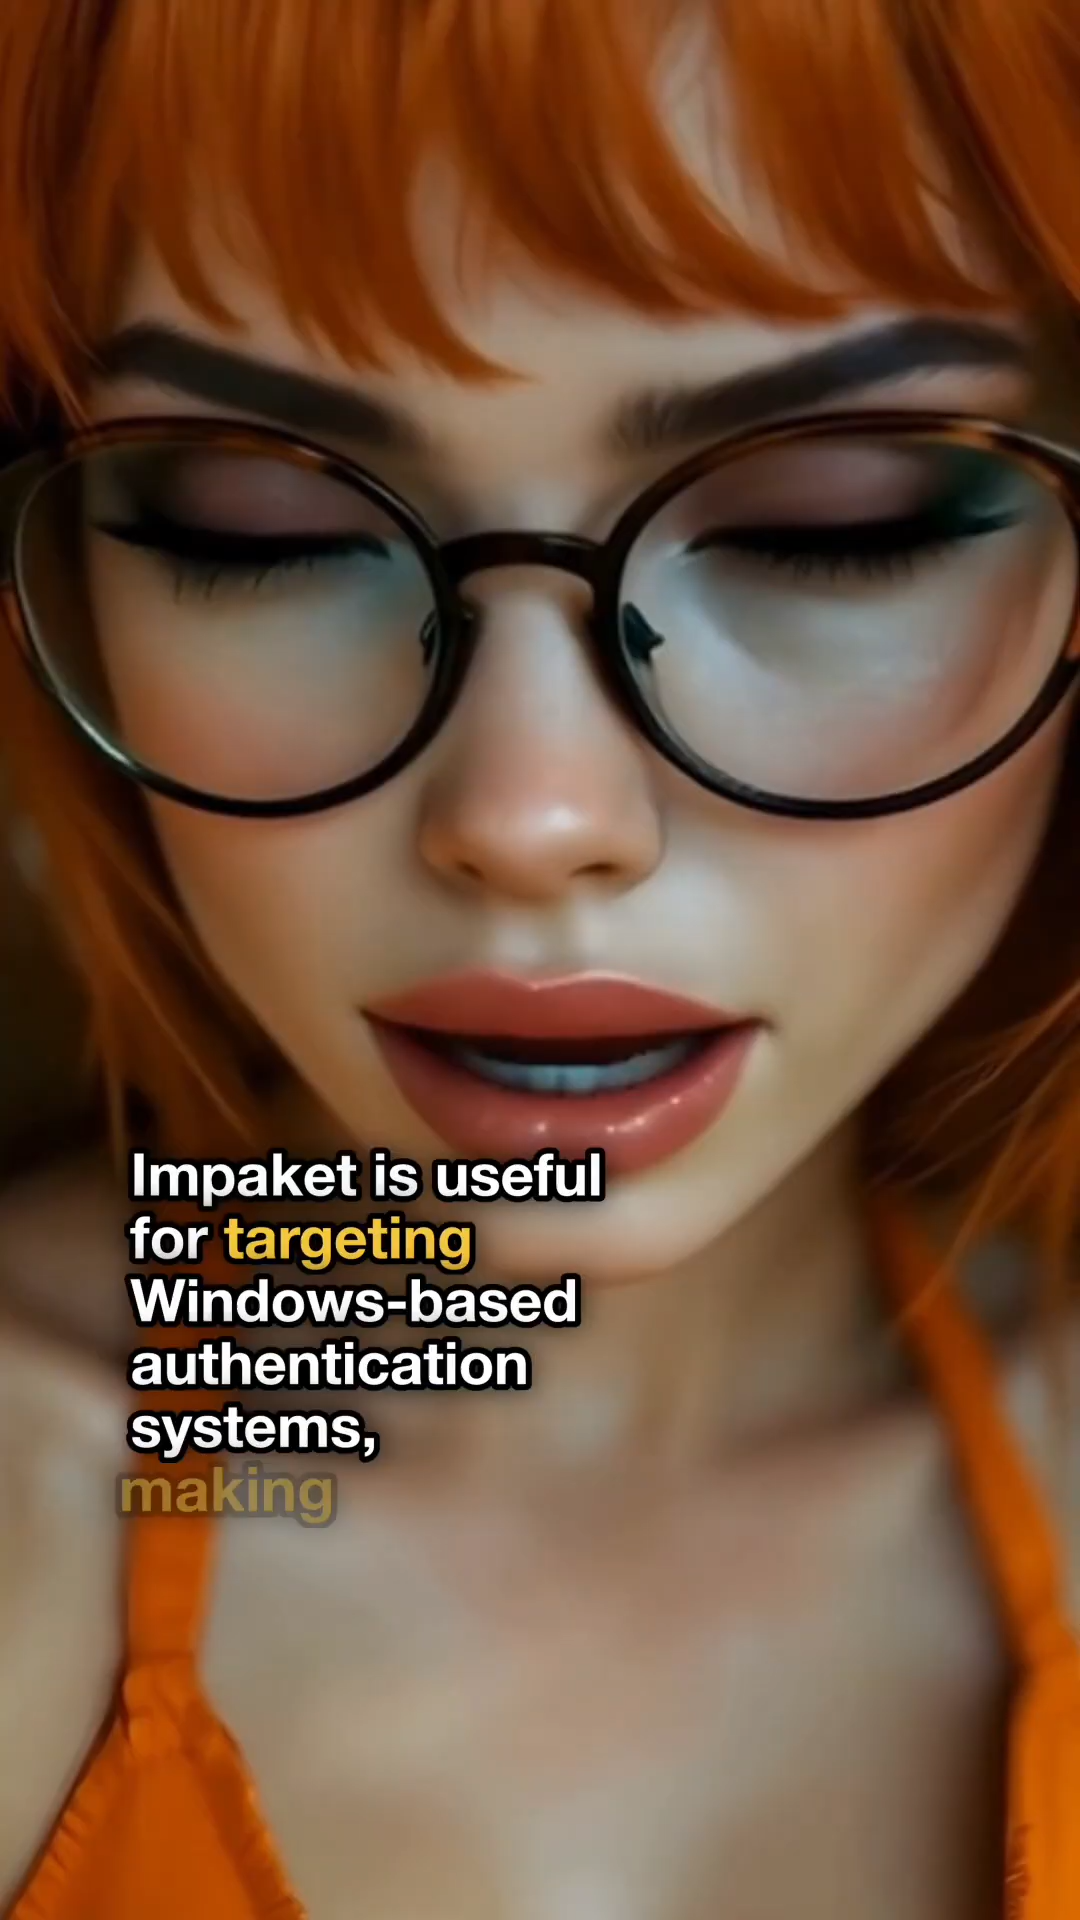 Impaket is useful
for targeting
Windows-based
authentication
systems,
making